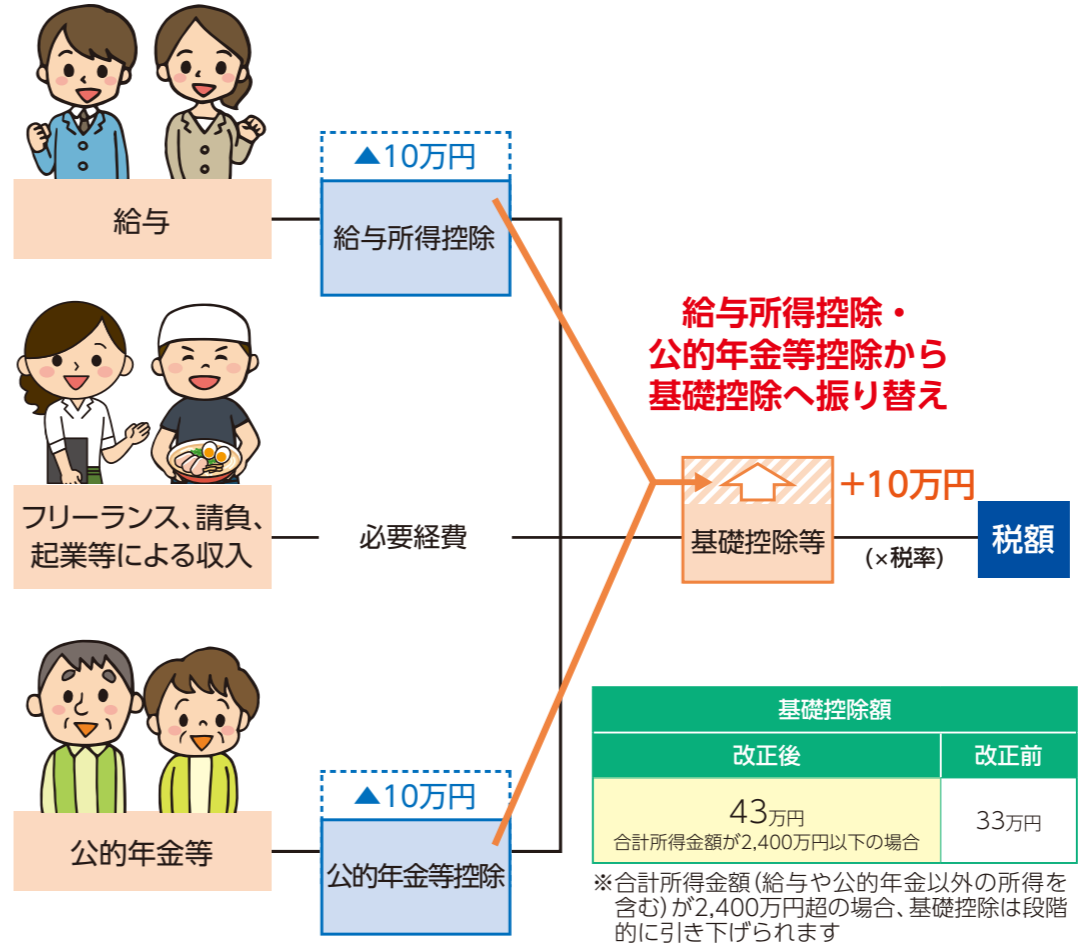 ▲10万円
給与
給与所得控除
給与所得控除・
公的年金等控除から
基礎控除へ振り替え
フリーランス、請負、
起業等による収入
必要経費
+10万円
基礎控除等
(×税率)
税額
▲10万円
公的年金等
公的年金等控除
基礎控除額
改正後
改正前
43万円
合計所得金額が2,400万円以下の場合
33万円
※合計所得金額(給与や公的年金以外の所得を
含む)が2,400万円超の場合、基礎控除は段階
的に引き下げられます